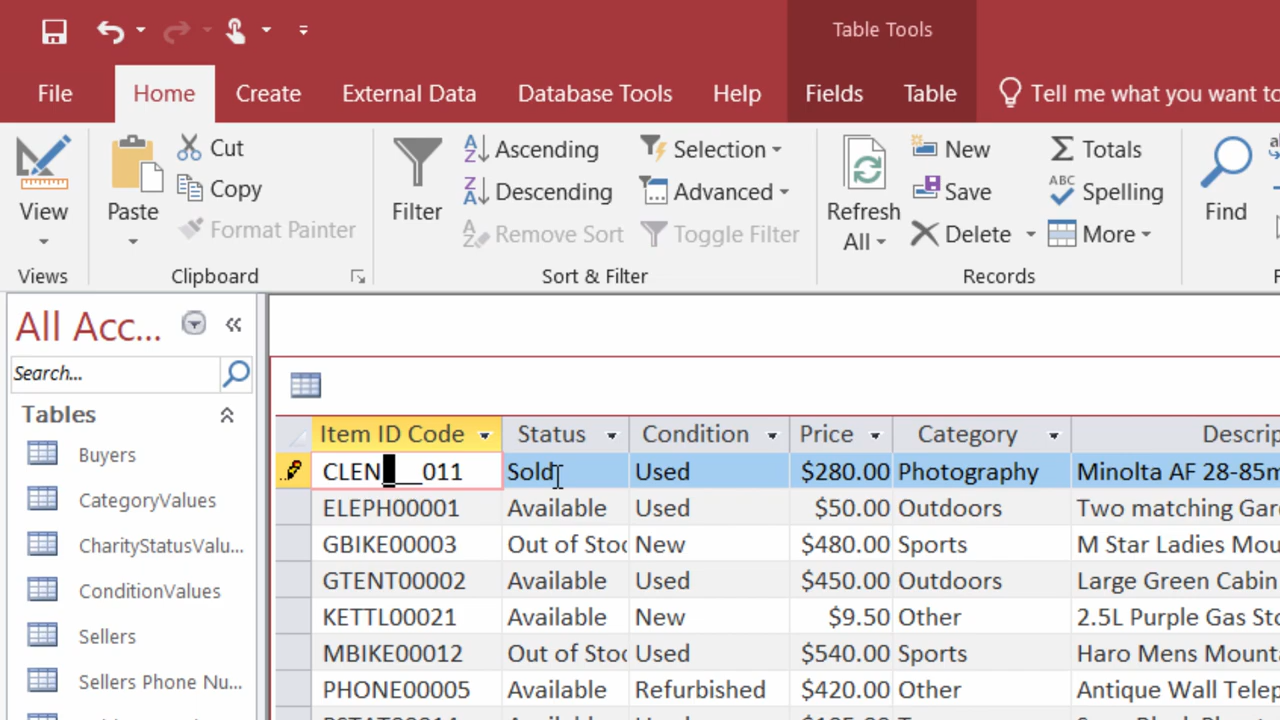 Table Tools
File Home Create External Data Database Tools Help Fields Table Tell me what you want to
View Paste Cut Copy Format Painter Filter Ascending Descending Remove Sort Selection Advanced Toggle Filter Refresh All New Save Delete Totals ABC Spelling More Find
Views Clipboard Sort & Filter Records
All Acc...
Search...
Tables
Buyers
CategoryValues
CharityStatusValu...
ConditionValues
Sellers
Sellers Phone Nu...
Item ID Code Status Condition Price Category Descrip
CLEN____011 Sold Used $280.00 Photography Minolta AF 28-85m
ELEPH00001 Available Used $50.00 Outdoors Two matching Gar
GBIKE00003 Out of Stoc New $480.00 Sports M Star Ladies Mou
GTENT00002 Available Used $450.00 Outdoors Large Green Cabin
KETTL00021 Available New $9.50 Other 2.5L Purple Gas Sto
MBIKE00012 Out of Stoc Used $540.00 Sports Haro Mens Mounta
PHONE00005 Available Refurbished $420.00 Other Antique Wall Telep